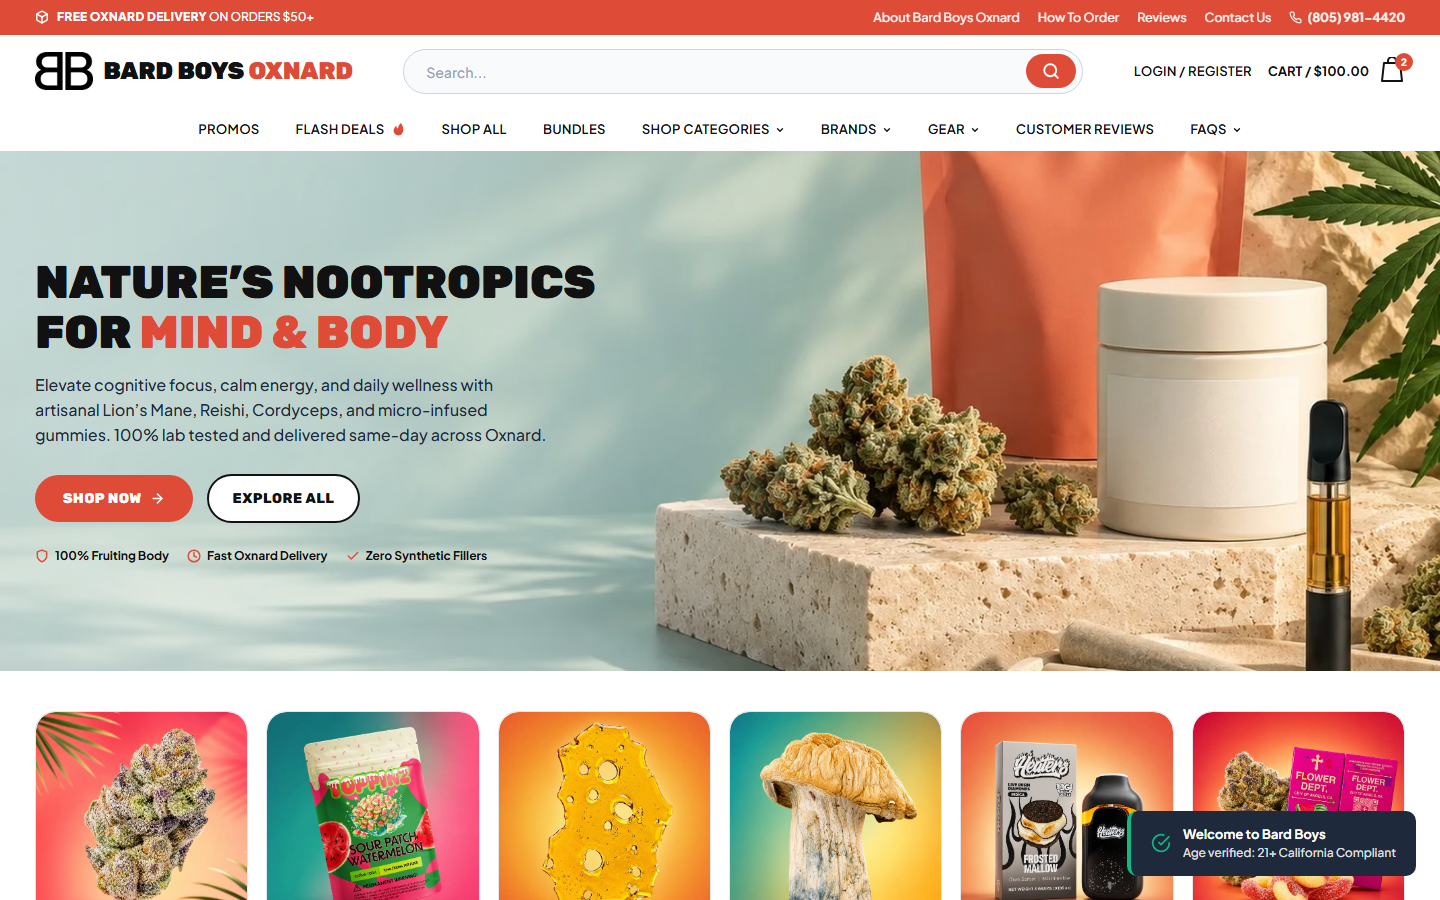 FREE OXNARD DELIVERY ON ORDERS $50+
About Bard Boys Oxnard How To Order Reviews Contact Us (805) 981-4420
BB BARD BOYS OXNARD
Search...
LOGIN / REGISTER CART / $100.00 2
PROMOS FLASH DEALS SHOP ALL BUNDLES SHOP CATEGORIES BRANDS GEAR CUSTOMER REVIEWS FAQS
NATURE'S NOOTROPICS
FOR MIND & BODY
Elevate cognitive focus, calm energy, and daily wellness with
artisanal Lion's Mane, Reishi, Cordyceps, and micro-infused
gummies. 100% lab tested and delivered same-day across Oxnard.
SHOP NOW EXPLORE ALL
100% Fruiting Body Fast Oxnard Delivery Zero Synthetic Fillers
TOPPYNZ
SOUR PATCH
WATERMELON
Heaters
FROSTED
MALLOW
Heaters
FLOWER
DEPT.
FLOWER
DEPT.
Welcome to Bard Boys
Age verified: 21+ California Compliant